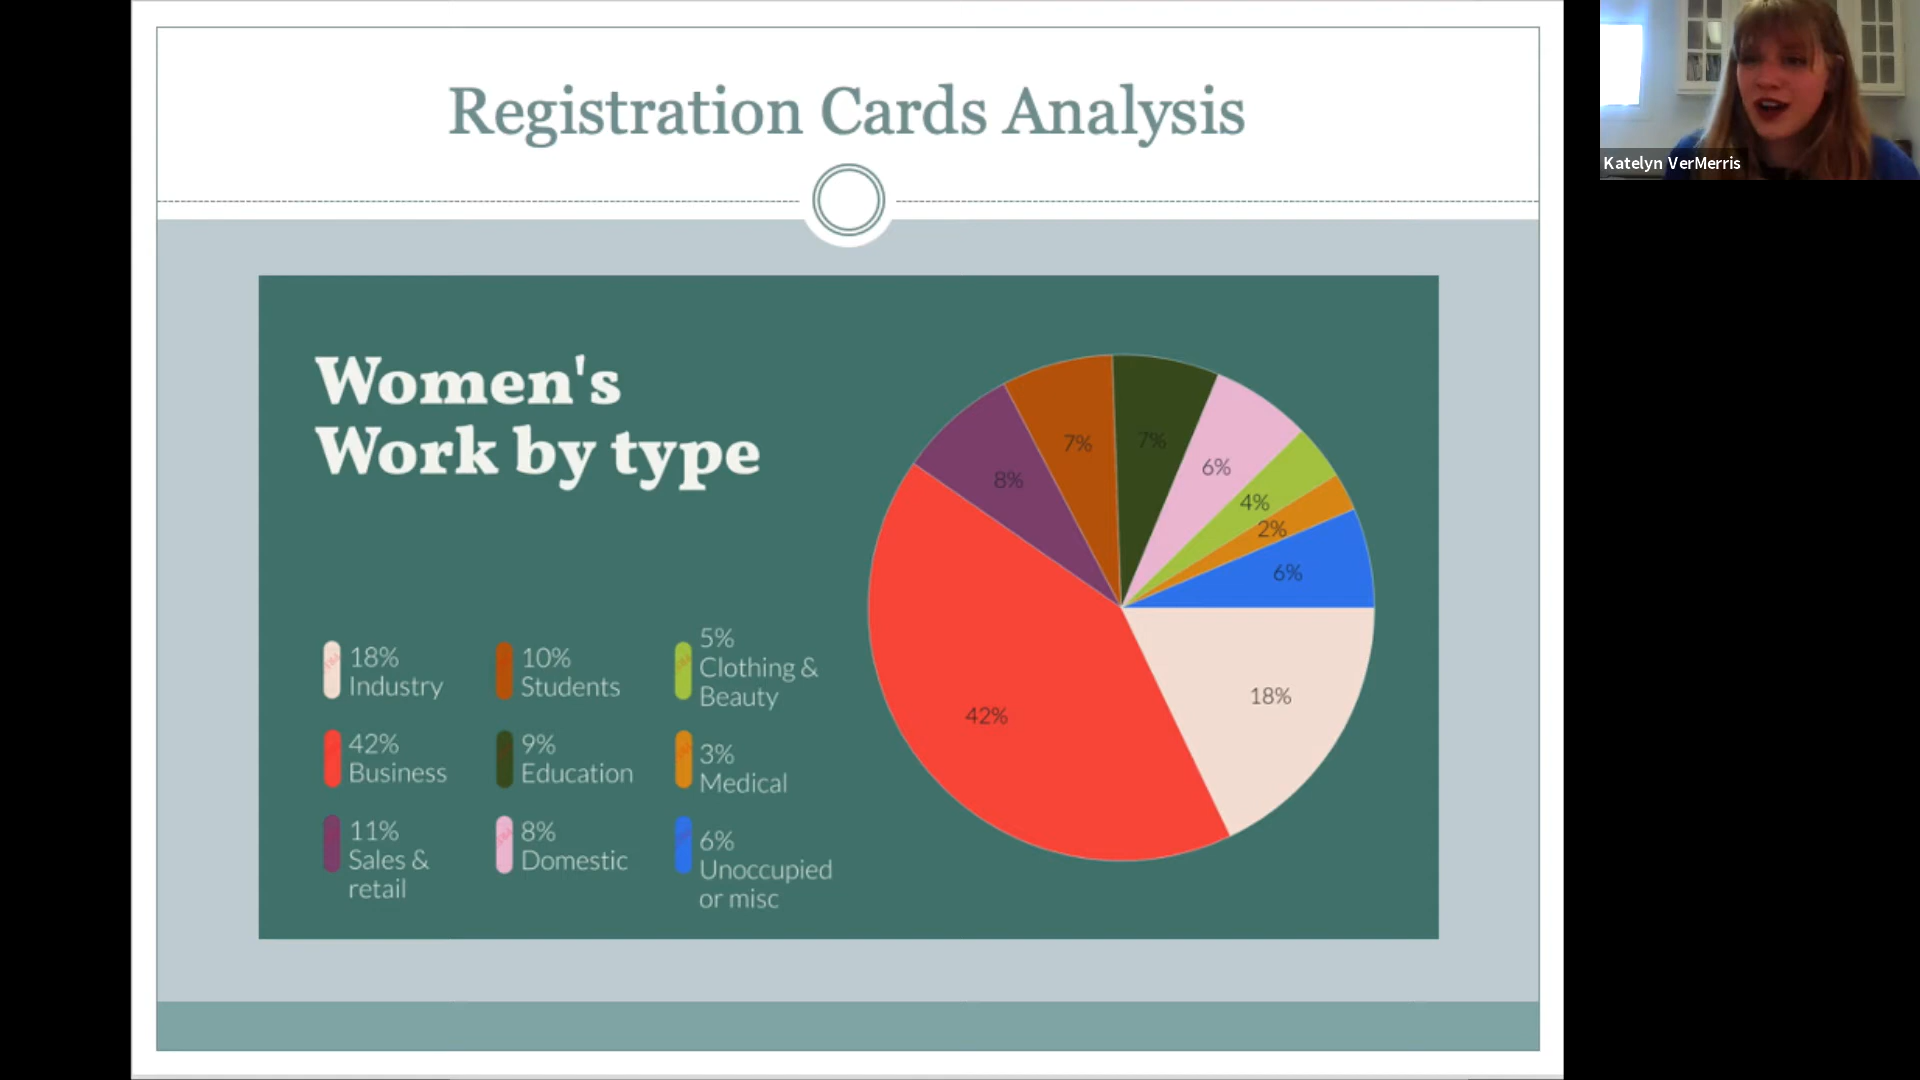 Registration Cards Analysis
Katelyn VerMerris
Women's
Work by type
18%
Industry
42%
Business
11%
Sales &
retail
10%
Students
9%
Education
8%
Domestic
5%
Clothing &
Beauty
3%
Medical
6%
Unoccupied
or misc
7%
7%
8%
6%
4%
2%
6%
42%
18%